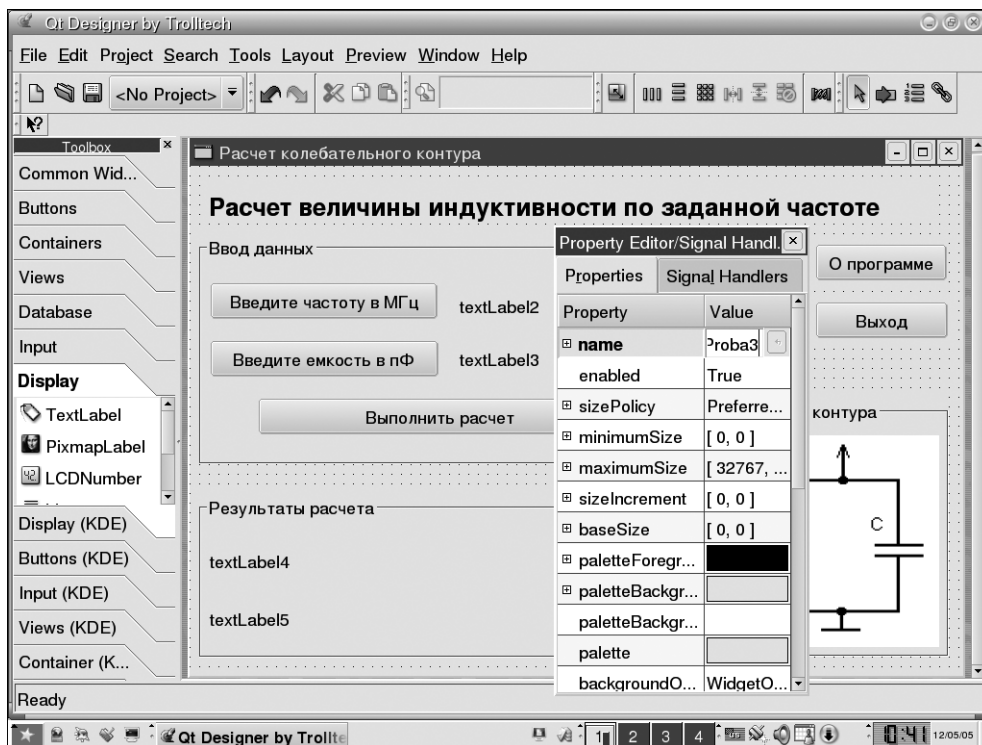 Qt Designer by Trolltech
File Edit Project Search Tools Layout Preview Window Help
<No Project>
Toolbox
Common Wid...
Buttons
Containers
Views
Database
Input
Display
TextLabel
PixmapLabel
LCDNumber
Display (KDE)
Buttons (KDE)
Input (KDE)
Views (KDE)
Container (K...
Расчет колебательного контура
Расчет величины индуктивности по заданной частоте
Ввод данных
Введите частоту в МГц textLabel2
Введите емкость в пФ textLabel3
Выполнить расчет
Результаты расчета
textLabel4
textLabel5
Property Editor/Signal Handl.
Properties Signal Handlers
Property Value
name Proba3
enabled True
sizePolicy Preferre...
minimumSize [ 0, 0 ]
maximumSize [ 32767, ...
sizeIncrement [ 0, 0 ]
baseSize [ 0, 0 ]
paletteForegr...
paletteBackgr...
paletteBackgr...
palette
backgroundO... WidgetO...
О программе
Выход
контура
C
Ready
Qt Designer by Trollte
1 2 3 4
10:41 12/05/05